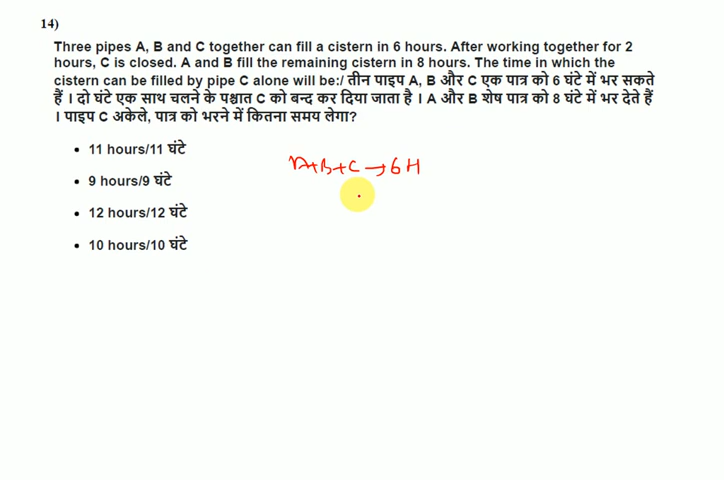 14)
Three pipes A, B and C together can fill a cistern in 6 hours. After working together for 2
hours, C is closed. A and B fill the remaining cistern in 8 hours. The time in which the
cistern can be filled by pipe C alone will be:/ तीन पाइप A, B और C एक पात्र को 6 घंटे में भर सकते
हैं । दो घंटे एक साथ चलने के पश्चात C को बन्द कर दिया जाता है । A और B शेष पात्र को 8 घंटे में भर देते हैं
। पाइप C अकेले, पात्र को भरने में कितना समय लेगा?
• 11 hours/11 घंटे
• 9 hours/9 घंटे
• 12 hours/12 घंटे
• 10 hours/10 घंटे
A+B+C → 6 H